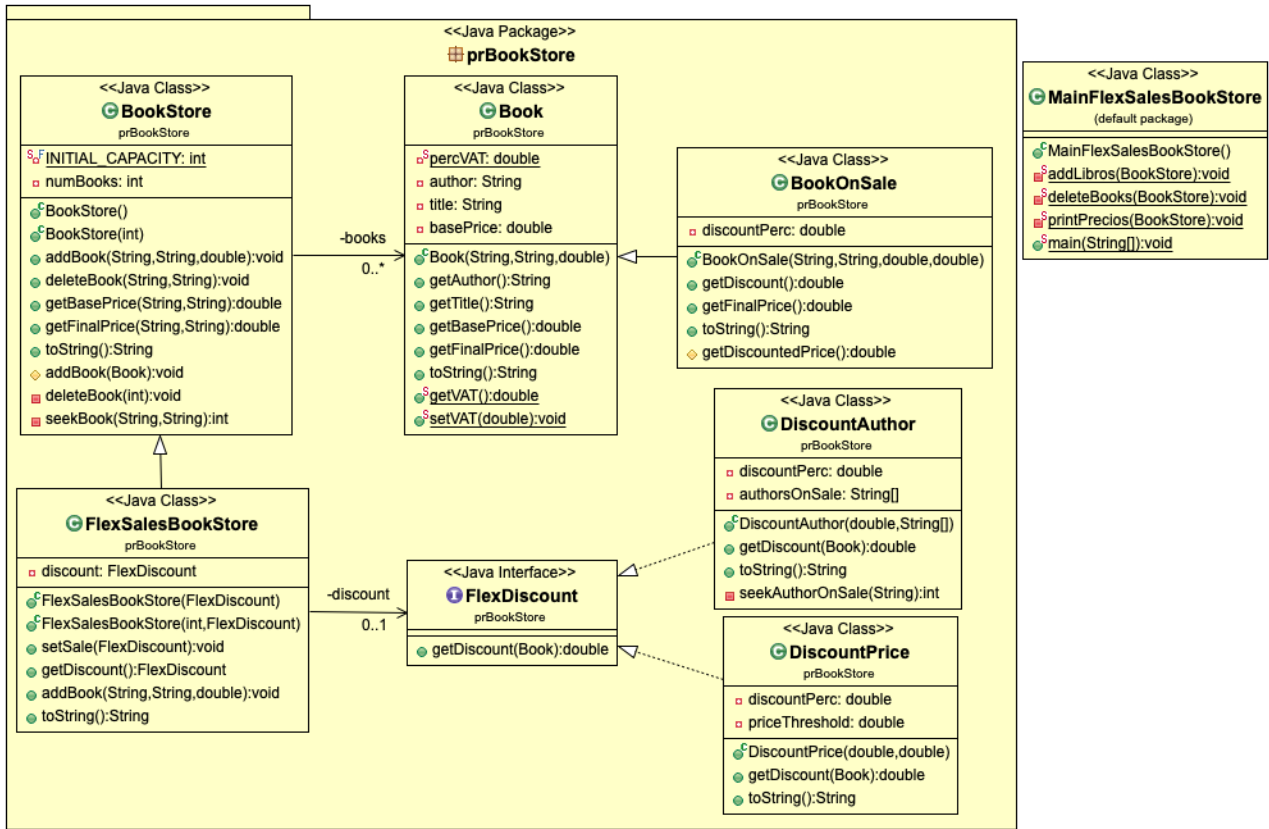 <<Java Package>>
prBookStore
<<Java Class>>
BookStore
prBookStore
INITIAL_CAPACITY: int
numBooks: int
BookStore()
BookStore(int)
addBook(String,String,double):void
deleteBook(String,String):void
getBasePrice(String,String):double
getFinalPrice(String,String):double
toString():String
addBook(Book):void
deleteBook(int):void
seekBook(String,String):int
-books
0..*
<<Java Class>>
Book
prBookStore
percVAT: double
author: String
title: String
basePrice: double
Book(String,String,double)
getAuthor():String
getTitle():String
getBasePrice():double
getFinalPrice():double
toString():String
getVAT():double
setVAT(double):void
<<Java Class>>
BookOnSale
prBookStore
discountPerc: double
BookOnSale(String,String,double,double)
getDiscount():double
getFinalPrice():double
toString():String
getDiscountedPrice():double
<<Java Class>>
MainFlexSalesBookStore
(default package)
MainFlexSalesBookStore()
addLibros(BookStore):void
deleteBooks(BookStore):void
printPrecios(BookStore):void
main(String[]):void
<<Java Class>>
FlexSalesBookStore
prBookStore
discount: FlexDiscount
FlexSalesBookStore(FlexDiscount)
FlexSalesBookStore(int,FlexDiscount)
setSale(FlexDiscount):void
getDiscount():FlexDiscount
addBook(String,String,double):void
toString():String
-discount
0..1
<<Java Interface>>
FlexDiscount
prBookStore
getDiscount(Book):double
<<Java Class>>
DiscountAuthor
prBookStore
discountPerc: double
authorsOnSale: String[]
DiscountAuthor(double,String[])
getDiscount(Book):double
toString():String
seekAuthorOnSale(String):int
<<Java Class>>
DiscountPrice
prBookStore
discountPerc: double
priceThreshold: double
DiscountPrice(double,double)
getDiscount(Book):double
toString():String